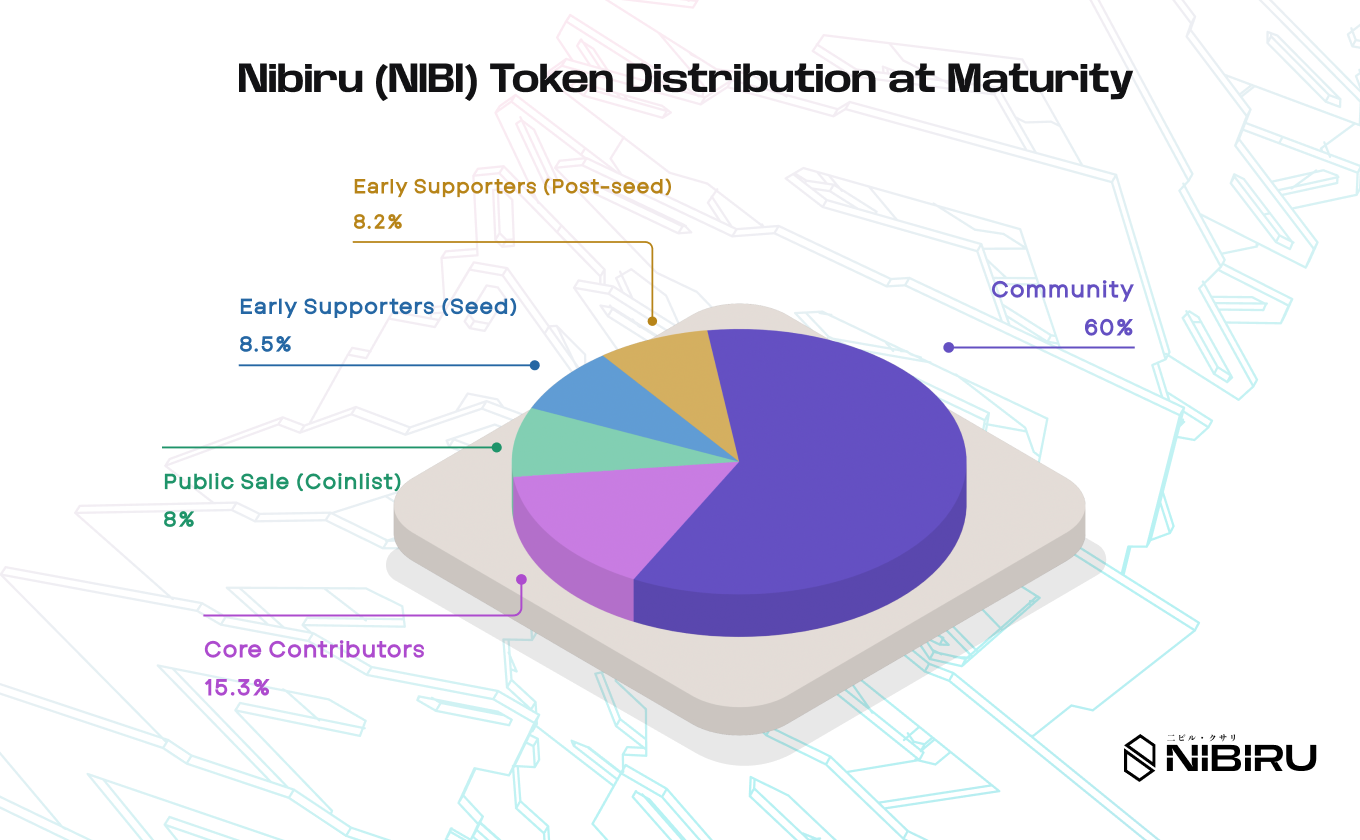 Nibiru (NIBI) Token Distribution at Maturity
Early Supporters (Post-seed)
8.2%
Community
60%
Early Supporters (Seed)
8.5%
Public Sale (Coinlist)
8%
Core Contributors
15.3%
ニビル・クサリ
NIBIRU